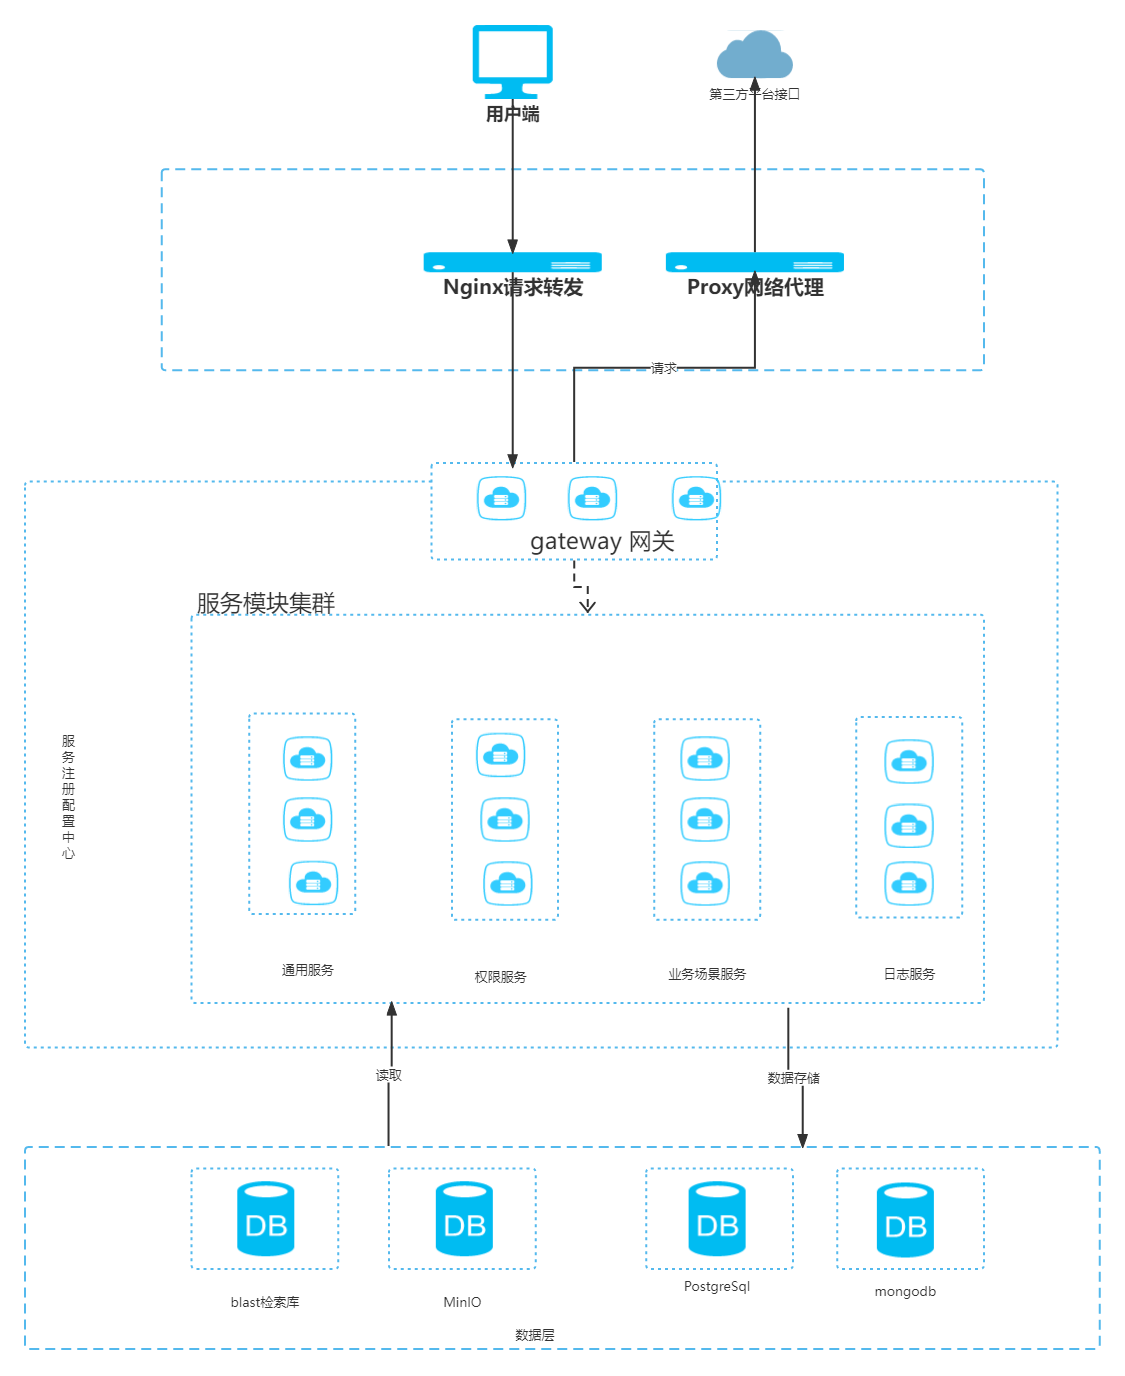 用户端
第三方平台接口
Nginx请求转发
Proxy网络代理
请求
gateway 网关
服务模块集群
服务注册配置中心
通用服务
权限服务
业务场景服务
日志服务
读取
数据存储
DB
DB
DB
DB
blast检索库
MinIO
PostgreSql
mongodb
数据层